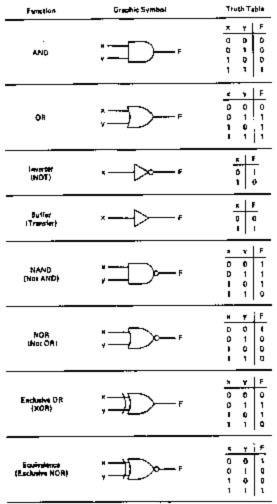 Function Graphic Symbol Truth Table
x y F
0 0 0
AND x y F 0 1 0
1 0 0
1 1 1
x y F
0 0 0
OR x y F 0 1 1
1 0 1
1 1 1
x F
Inverter x F 0 1
(NOT) 1 0
x F
Buffer x F 0 0
(Transfer) 1 1
x y F
0 0 1
NAND x y F 0 1 1
(Not AND) 1 0 1
1 1 0
x y F
0 0 1
NOR x y F 0 1 0
(Not OR) 1 0 0
1 1 0
x y F
0 0 0
Exclusive OR x y F 0 1 1
(XOR) 1 0 1
1 1 0
x y F
0 0 1
Equivalence x y F 0 1 0
(Exclusive NOR) 1 0 0
1 1 1